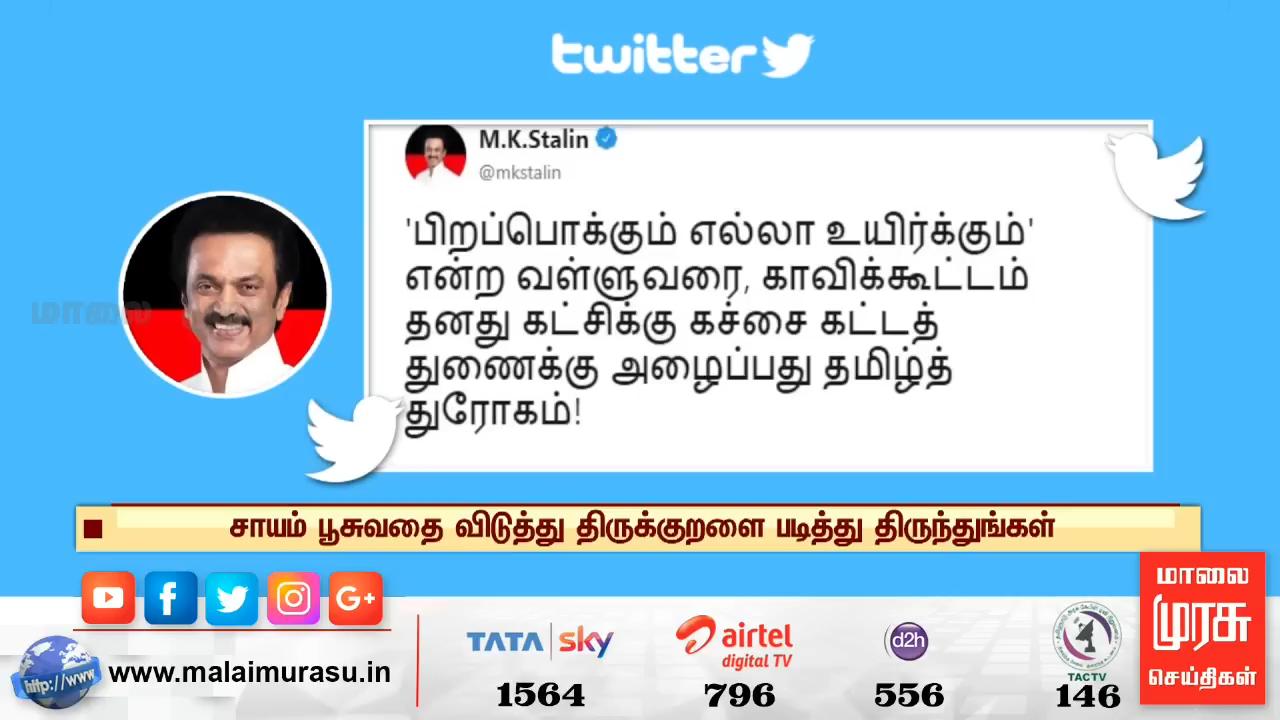 twitter
M.K.Stalin
@mkstalin
'பிறப்பொக்கும் எல்லா உயிர்க்கும்'
என்ற வள்ளுவரை, காவிக்கூட்டம்
தனது கட்சிக்கு கச்சை கட்டத்
துணைக்கு அழைப்பது தமிழ்த்
துரோகம்!
மாலை
சாயம் பூசுவதை விடுத்து திருக்குறளை படித்து திருந்துங்கள்
G+
http://www
www.malaimurasu.in
TATA sky
1564
airtel
digital TV
796
d2h
556
TACTV
146
மாலை
முரசு
செய்திகள்